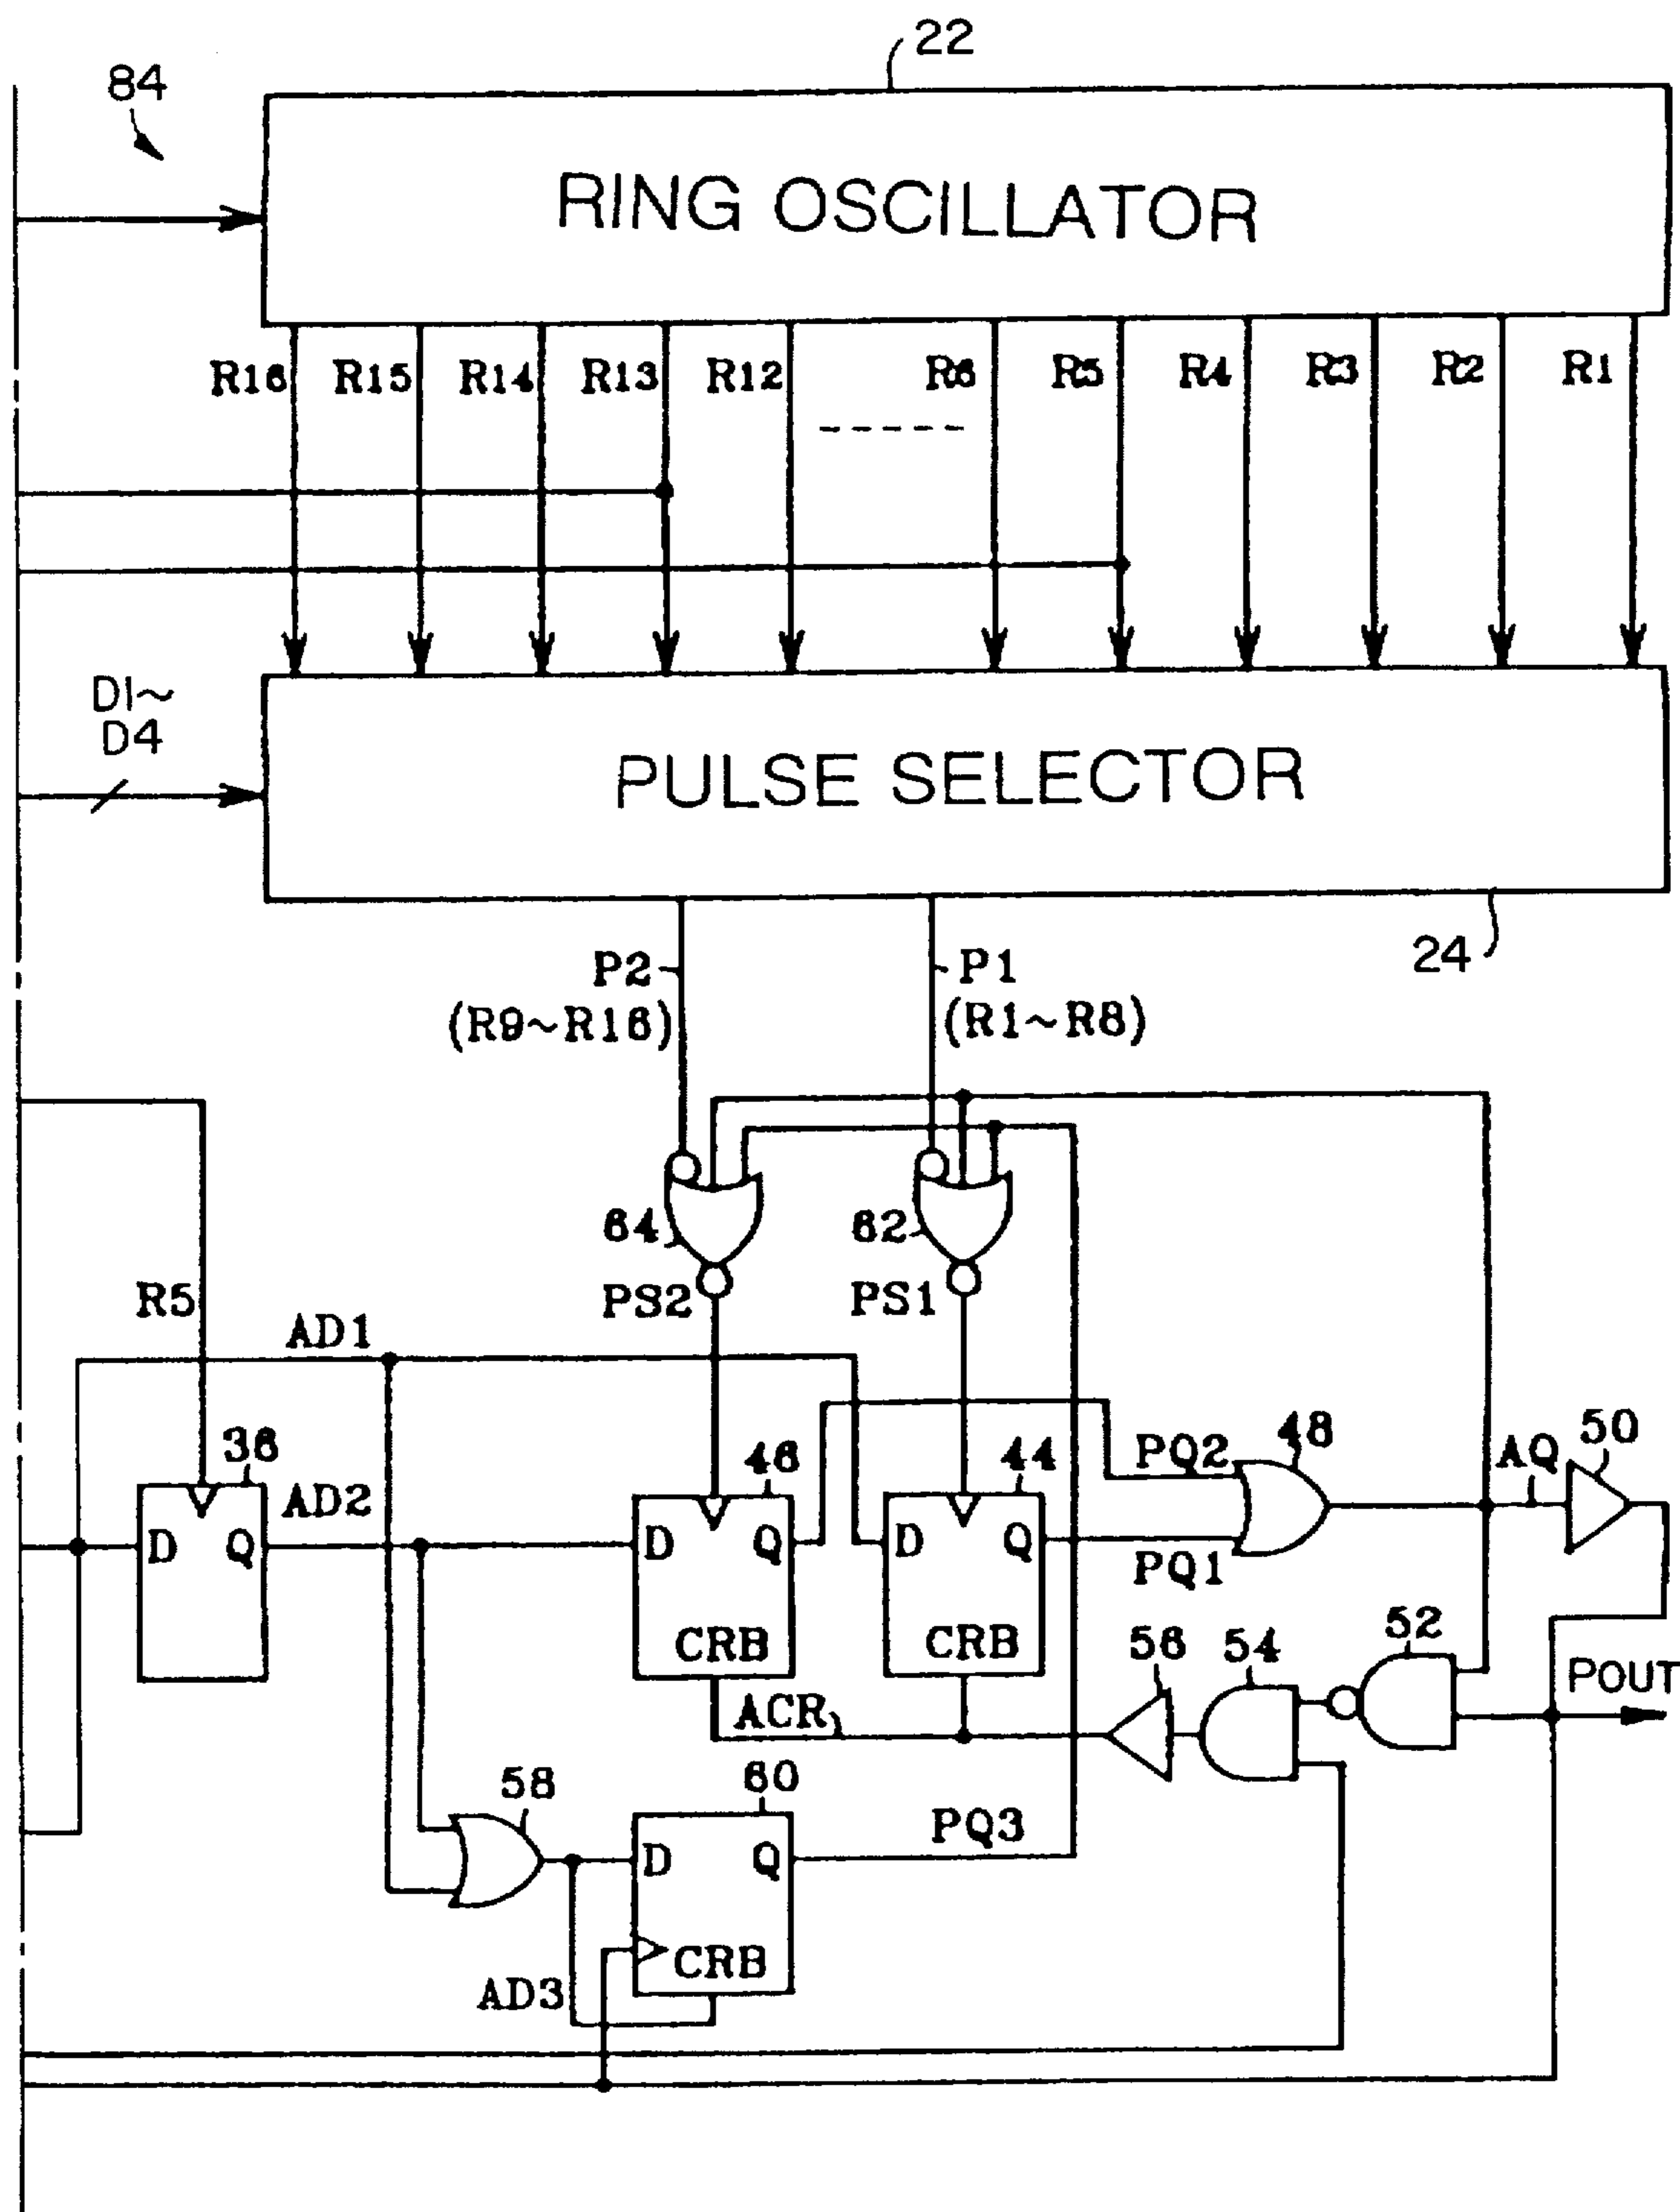 22
84
RING OSCILLATOR
R16 R15 R14 R13 R12 R6 R5 R4 R3 R2 R1
D1~
D4
PULSE SELECTOR
24
P2
(R9~R16)
P1
(R1~R8)
64
62
PS2
PS1
R5
AD1
36
AD2
D Q
46
D Q
CRB
44
D Q
CRB
PQ2
PQ1
48
AQ
50
52
54
56
POUT
ACR
58
60
D Q
CRB
PQ3
AD3